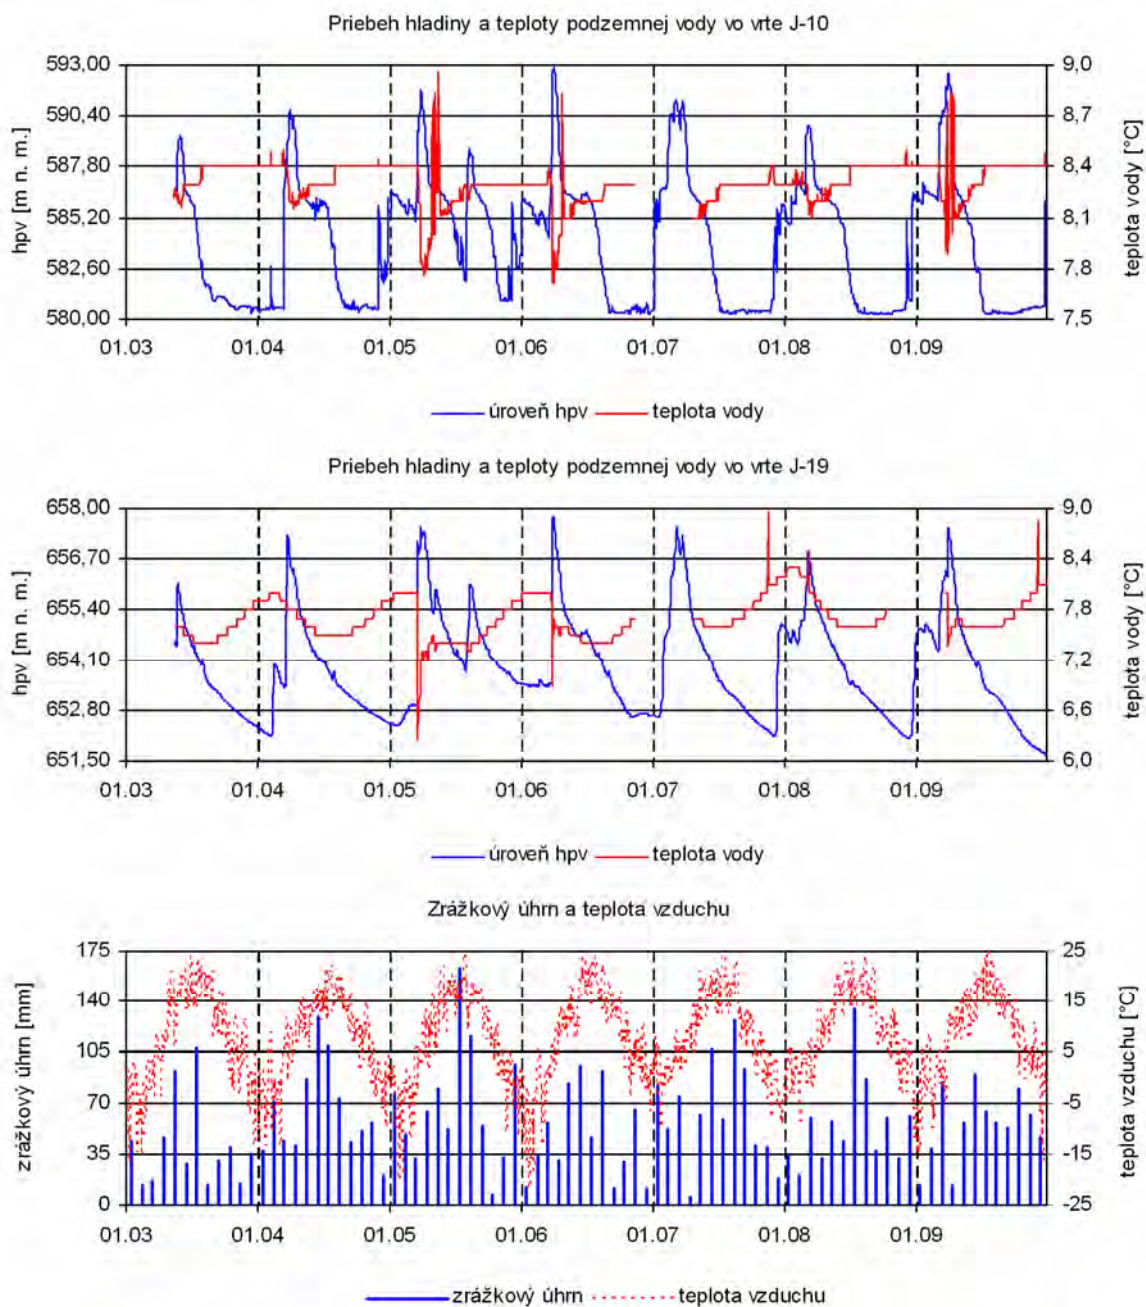 Priebeh hladiny a teploty podzemnej vody vo vrte J-10
hpv [m n. m.]
593,00
590,40
587,80
585,20
582,60
580,00
9,0
8,7
8,4
8,1
7,8
7,5
teplota vody [°C]
01.03 01.04 01.05 01.06 01.07 01.08 01.09
úroveň hpv teplota vody
Priebeh hladiny a teploty podzemnej vody vo vrte J-19
hpv [m n. m.]
658,00
656,70
655,40
654,10
652,80
651,50
9,0
8,4
7,8
7,2
6,6
6,0
teplota vody [°C]
01.03 01.04 01.05 01.06 01.07 01.08 01.09
úroveň hpv teplota vody
Zrážkový úhrn a teplota vzduchu
zrážkový úhrn [mm]
175
140
105
70
35
0
25
15
5
-5
-15
-25
teplota vzduchu [°C]
01.03 01.04 01.05 01.06 01.07 01.08 01.09
zrážkový úhrn teplota vzduchu